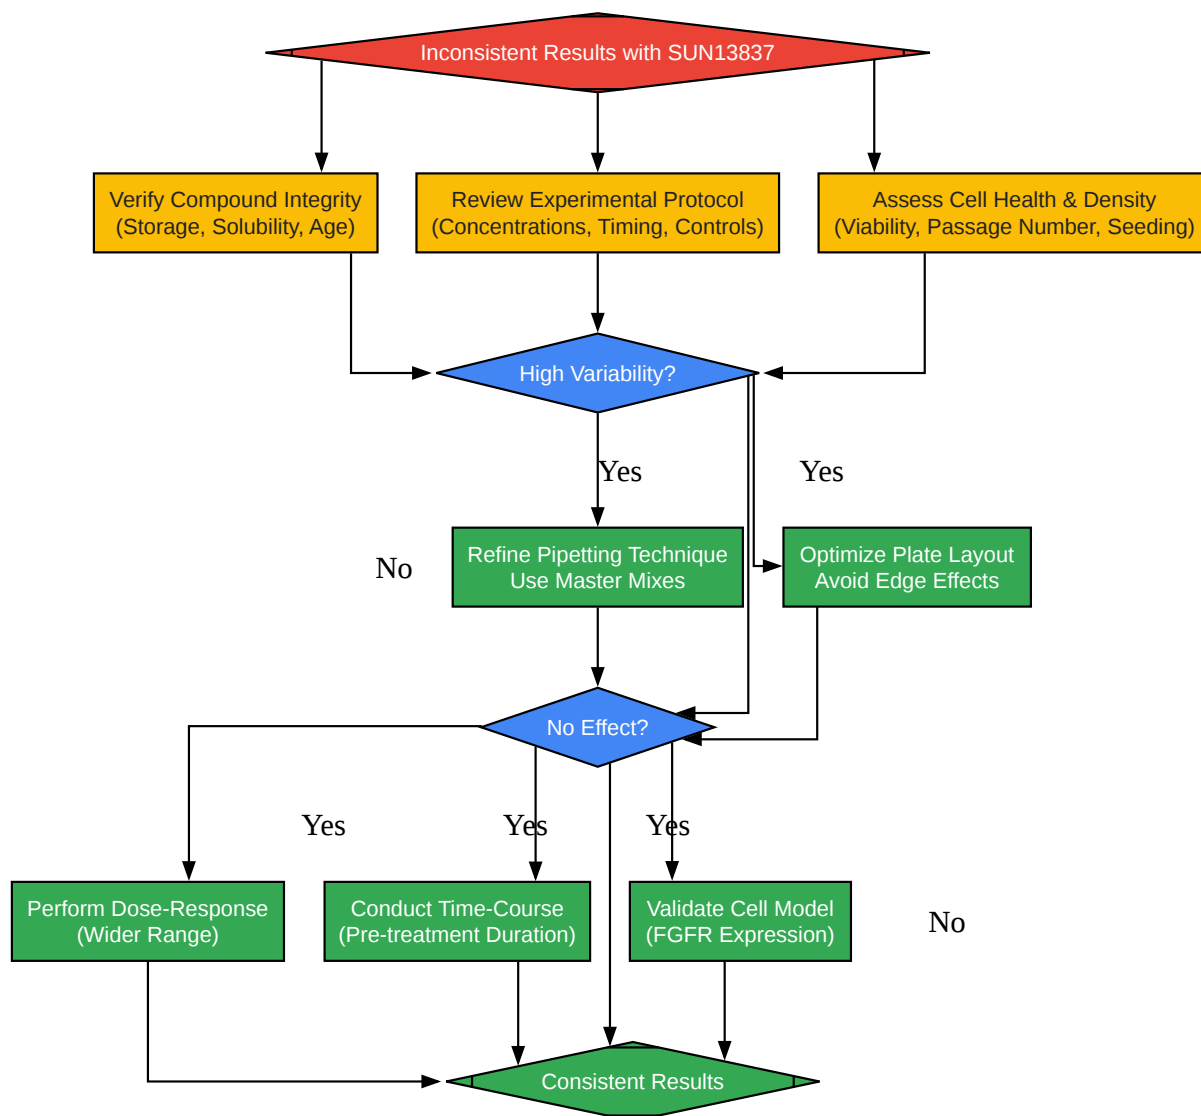 Inconsistent Results with SUN13837
Verify Compound Integrity
(Storage, Solubility, Age)
Review Experimental Protocol
(Concentrations, Timing, Controls)
Assess Cell Health & Density
(Viability, Passage Number, Seeding)
High Variability?
Yes
Yes
No
Refine Pipetting Technique
Use Master Mixes
Optimize Plate Layout
Avoid Edge Effects
No Effect?
Yes
Yes
Yes
Perform Dose-Response
(Wider Range)
Conduct Time-Course
(Pre-treatment Duration)
Validate Cell Model
(FGFR Expression)
No
Consistent Results